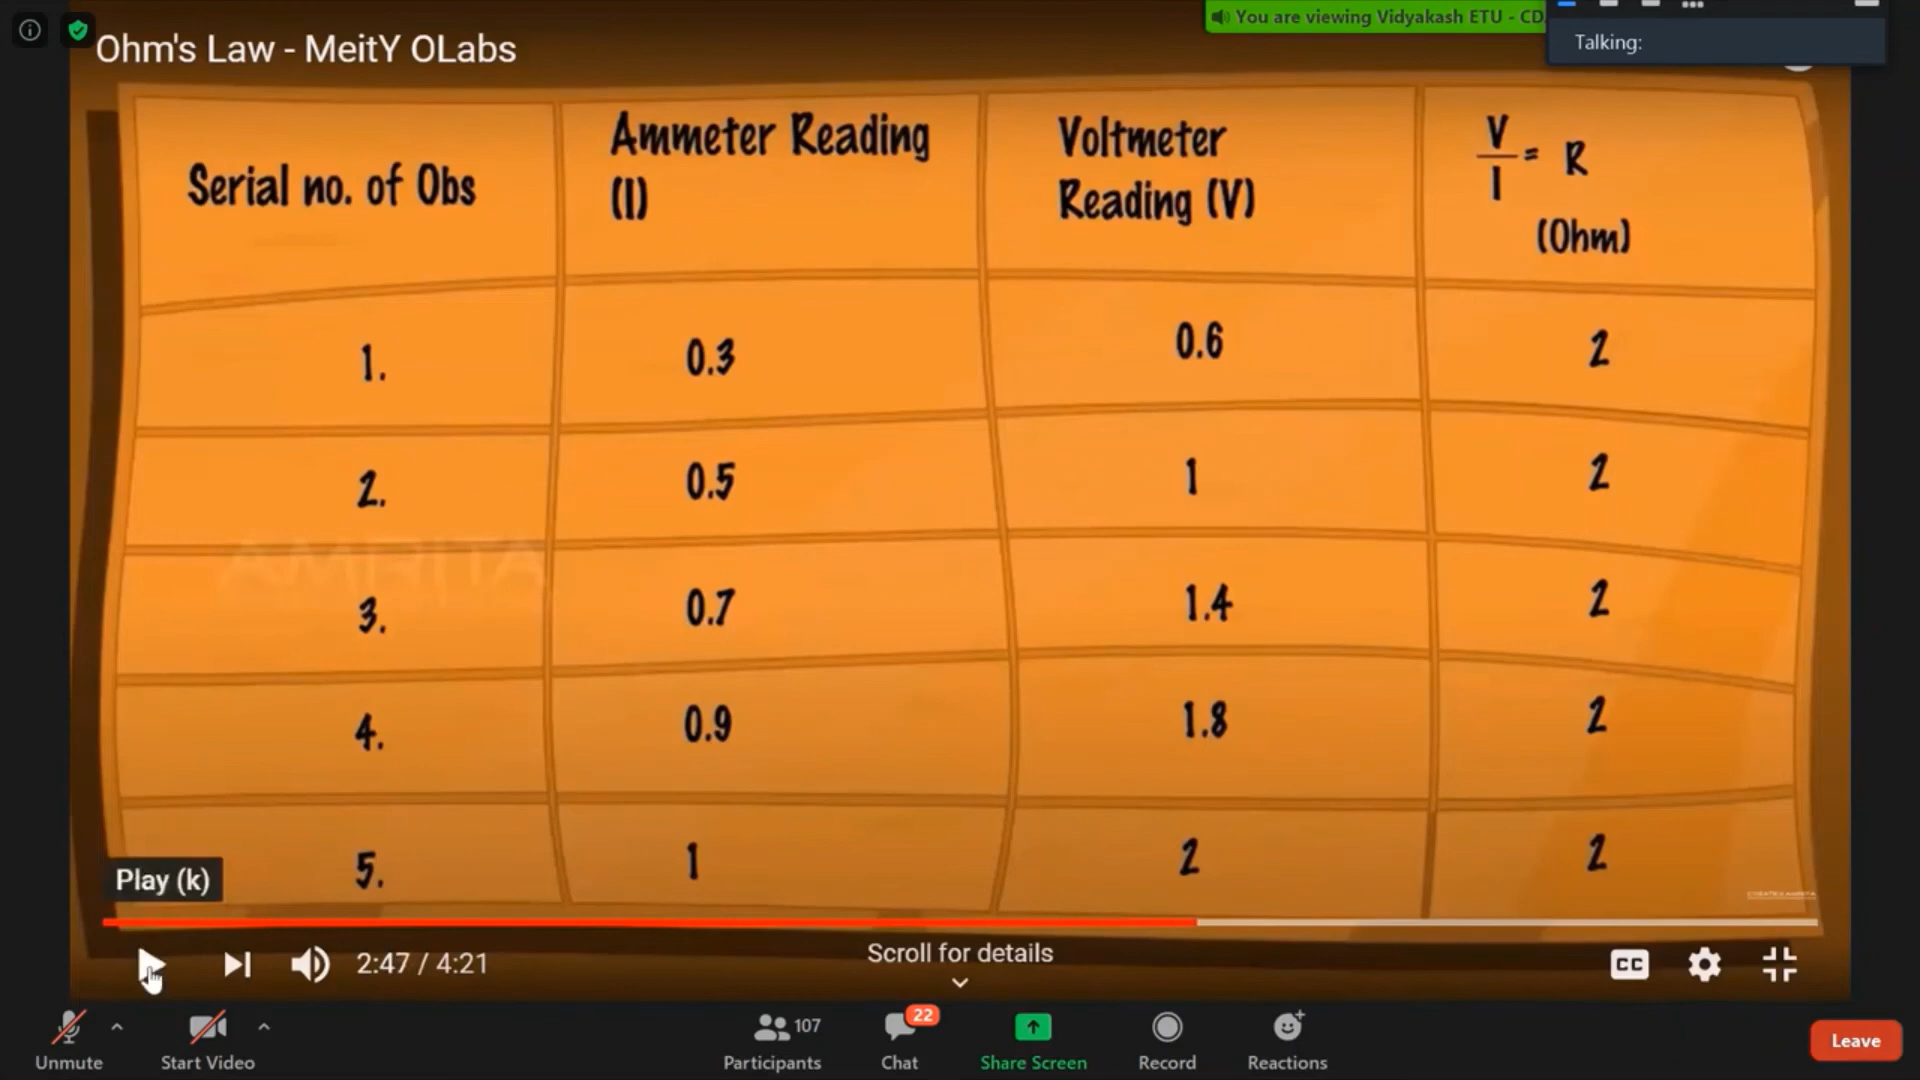 You are viewing Vidyakash ETU - CD
Talking:
Ohm's Law - MeitY OLabs
Serial no. of Obs
Ammeter Reading
(I)
Voltmeter
Reading (V)
V
I
= R
(Ohm)
1. 0.3 0.6 2
2. 0.5 1 2
3. 0.7 1.4 2
4. 0.9 1.8 2
5. 1 2 2
AMRITA
Play (k)
2:47 / 4:21
Scroll for details
CC
Unmute
Start Video
107
Participants
22
Chat
Share Screen
Record
Reactions
Leave